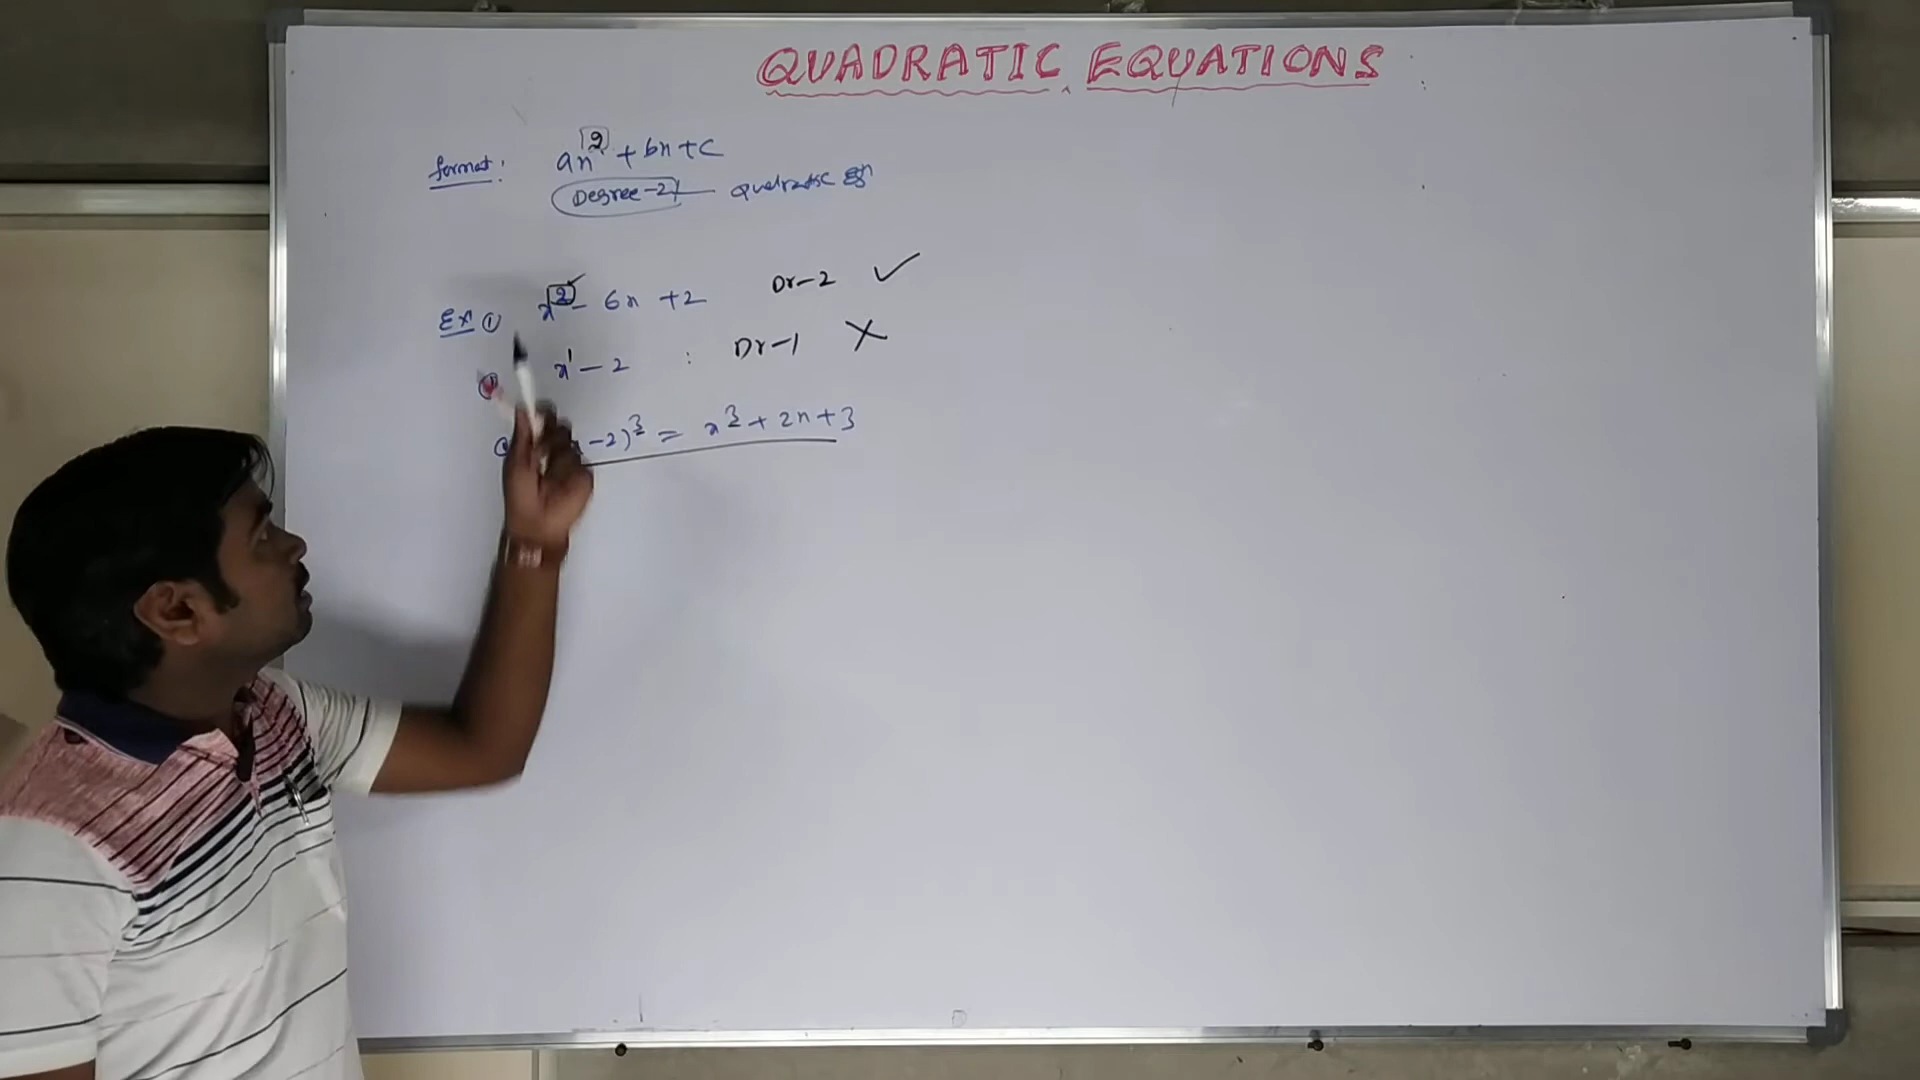 QUADRATIC EQUATIONS
format: ax² + bx + c
Degree-2 Quadratic Eqn
Ex ① x² - 6x + 2 Dr-2 ✓
x¹ - 2 : Dr-1 ✗
-2)³ = x³ + 2x + 3